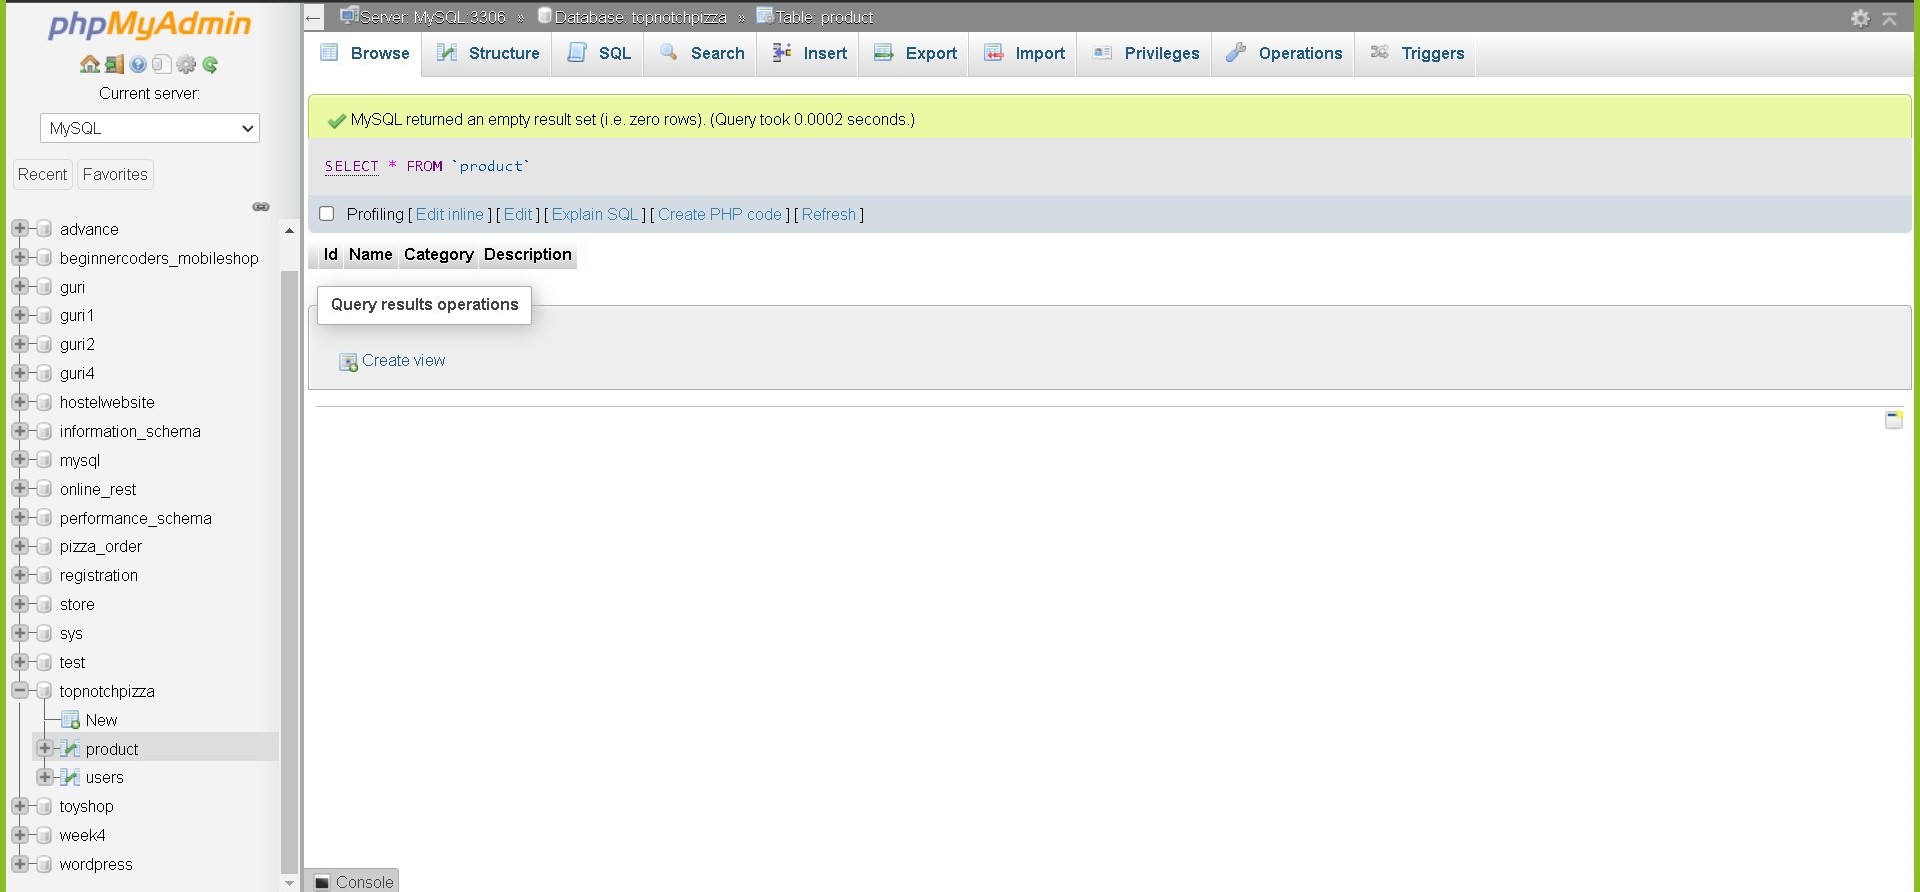 phpMyAdmin
Current server:
MySQL
Recent Favorites
advance
beginnercoders_mobileshop
guri
guri1
guri2
guri4
hostelwebsite
information_schema
mysql
online_rest
performance_schema
pizza_order
registration
store
sys
test
topnotchpizza
New
product
users
toyshop
week4
wordpress
← Server: MySQL:3306 » Database: topnotchpizza » Table: product
Browse Structure SQL Search Insert Export Import Privileges Operations Triggers
MySQL returned an empty result set (i.e. zero rows). (Query took 0.0002 seconds.)
SELECT * FROM `product`
Profiling [ Edit inline ] [ Edit ] [ Explain SQL ] [ Create PHP code ] [ Refresh ]
Id Name Category Description
Query results operations
Create view
Console